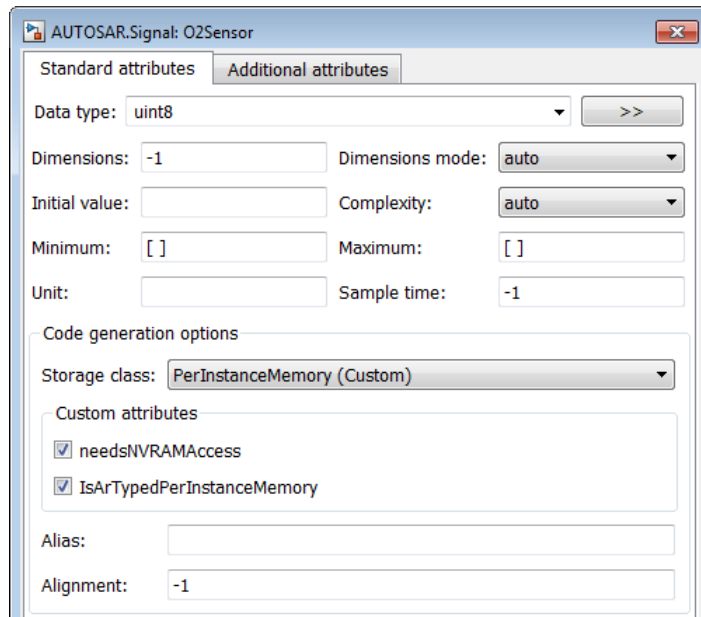 AUTOSAR.Signal: O2Sensor
Standard attributes Additional attributes
Data type: uint8 >>
Dimensions: -1 Dimensions mode: auto
Initial value: Complexity: auto
Minimum: [ ] Maximum: [ ]
Unit: Sample time: -1
Code generation options
Storage class: PerInstanceMemory (Custom)
Custom attributes
needsNVRAMAccess
IsArTypedPerInstanceMemory
Alias:
Alignment: -1